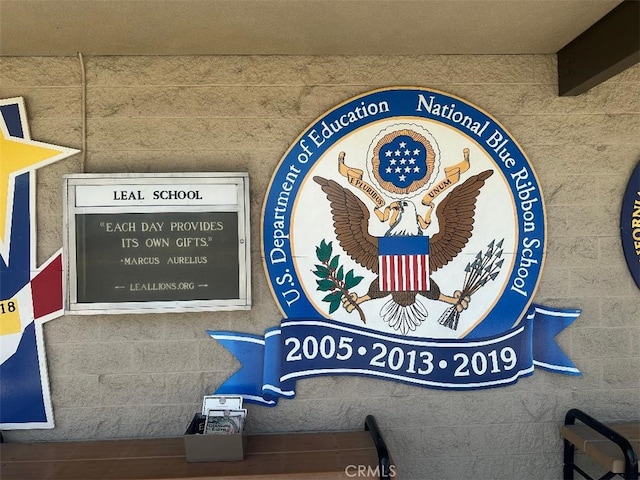 LEAL SCHOOL
"EACH DAY PROVIDES
ITS OWN GIFTS."
-MARCUS AURELIUS
← LEALLIONS.ORG →
U.S. Department of Education
National Blue Ribbon School
E PLURIBUS UNUM
2005 • 2013 • 2019
18
©CRMLS